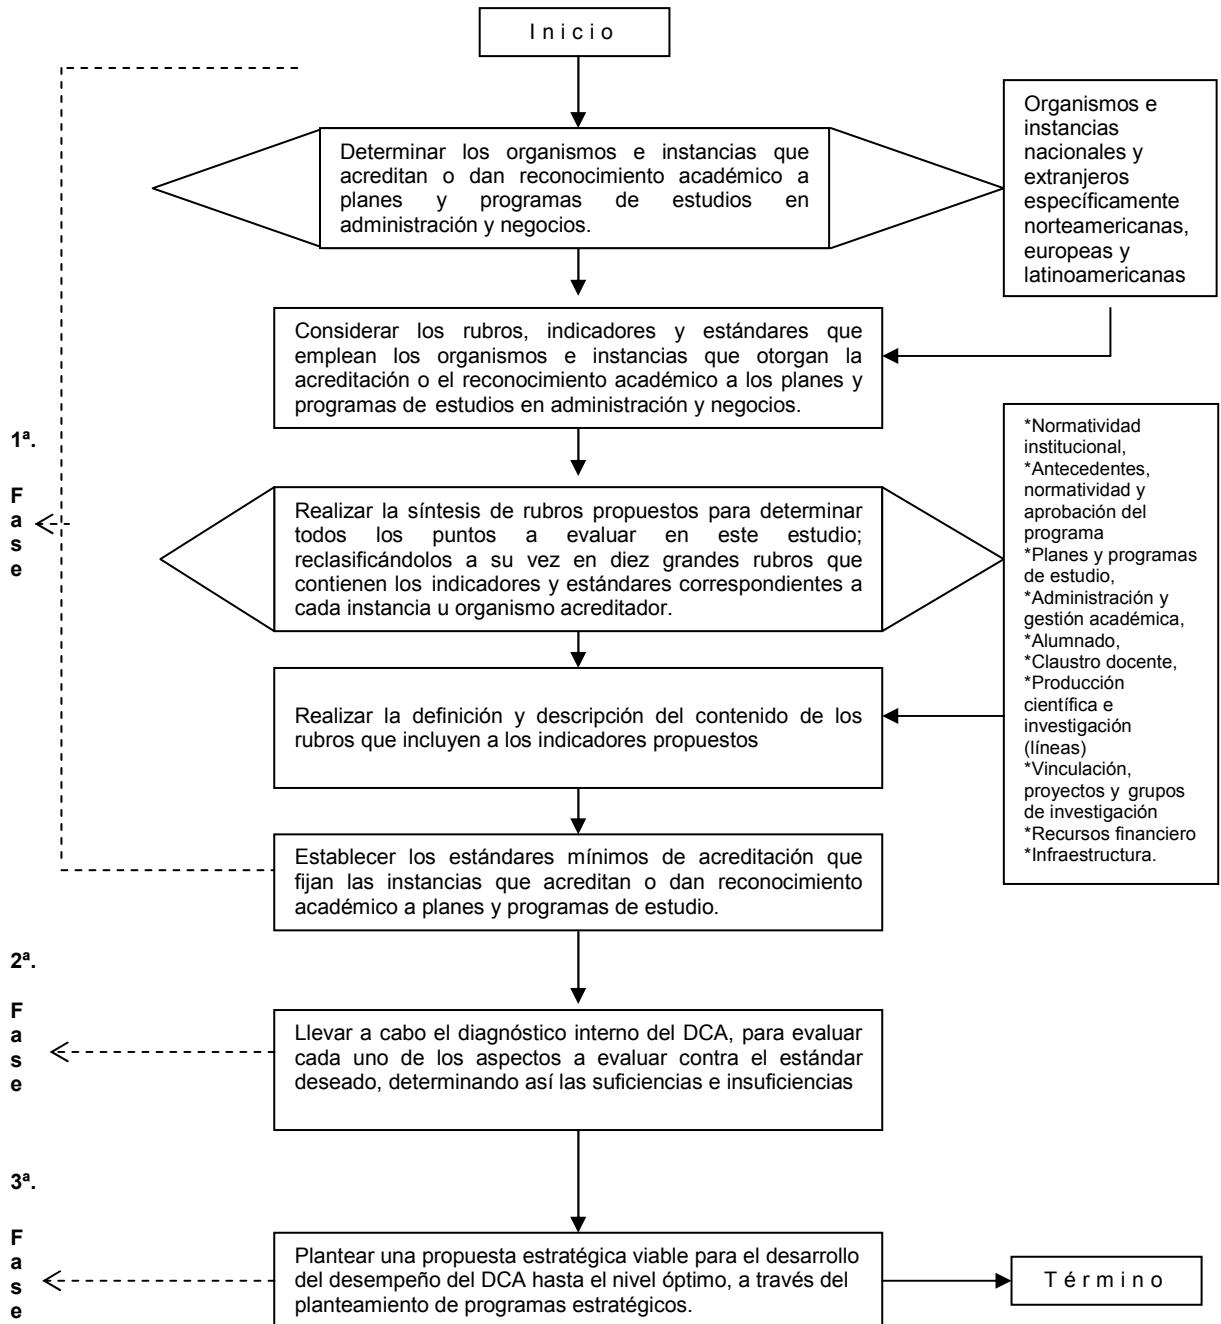 I n i c i o
Determinar los organismos e instancias que
acreditan o dan reconocimiento académico a
planes y programas de estudios en
administración y negocios.
Organismos e
instancias
nacionales y
extranjeros
específicamente
norteamericanas,
europeas y
latinoamericanas
Considerar los rubros, indicadores y estándares que
emplean los organismos e instancias que otorgan la
acreditación o el reconocimiento académico a los planes y
programas de estudios en administración y negocios.
1ª.
F
a
s
e
Realizar la síntesis de rubros propuestos para determinar
todos los puntos a evaluar en este estudio;
reclasificándolos a su vez en diez grandes rubros que
contienen los indicadores y estándares correspondientes a
cada instancia u organismo acreditador.
*Normatividad
institucional,
*Antecedentes,
normatividad y
aprobación del
programa
*Planes y programas
de estudio,
*Administración y
gestión académica,
*Alumnado,
*Claustro docente,
*Producción
científica e
investigación
(líneas)
*Vinculación,
proyectos y grupos
de investigación
*Recursos financiero
*Infraestructura.
Realizar la definición y descripción del contenido de los
rubros que incluyen a los indicadores propuestos
Establecer los estándares mínimos de acreditación que
fijan las instancias que acreditan o dan reconocimiento
académico a planes y programas de estudio.
2ª.
F
a
s
e
Llevar a cabo el diagnóstico interno del DCA, para evaluar
cada uno de los aspectos a evaluar contra el estándar
deseado, determinando así las suficiencias e insuficiencias
3ª.
F
a
s
e
Plantear una propuesta estratégica viable para el desarrollo
del desempeño del DCA hasta el nivel óptimo, a través del
planteamiento de programas estratégicos.
T é r m i n o